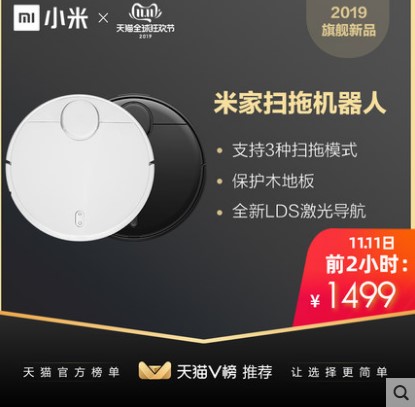 mi 小米 × 11.11 天猫全球狂欢节 2019
2019
旗舰新品
米家扫拖机器人
• 支持3种扫拖模式
• 保护木地板
• 全新LDS激光导航
11.11日
前2小时：
¥1499
天猫官方榜单 天猫V榜 推荐 让选择更简单